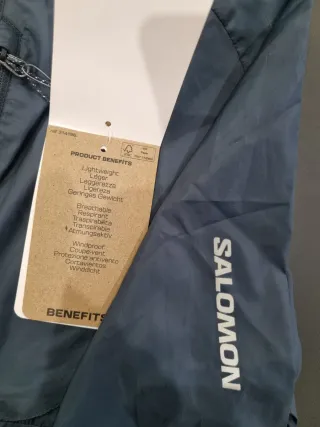 PRODUCT BENEFITS
Lightweight
Léger
Leggerezza
Ligereza
Geringes Gewicht
Breathable
Respirant
Traspirabilità
Transpirable
Atmungsaktiv
Windproof
Coupe-vent
Protezione antivento
Cortavientos
Winddicht
BENEFITS
SALOMON